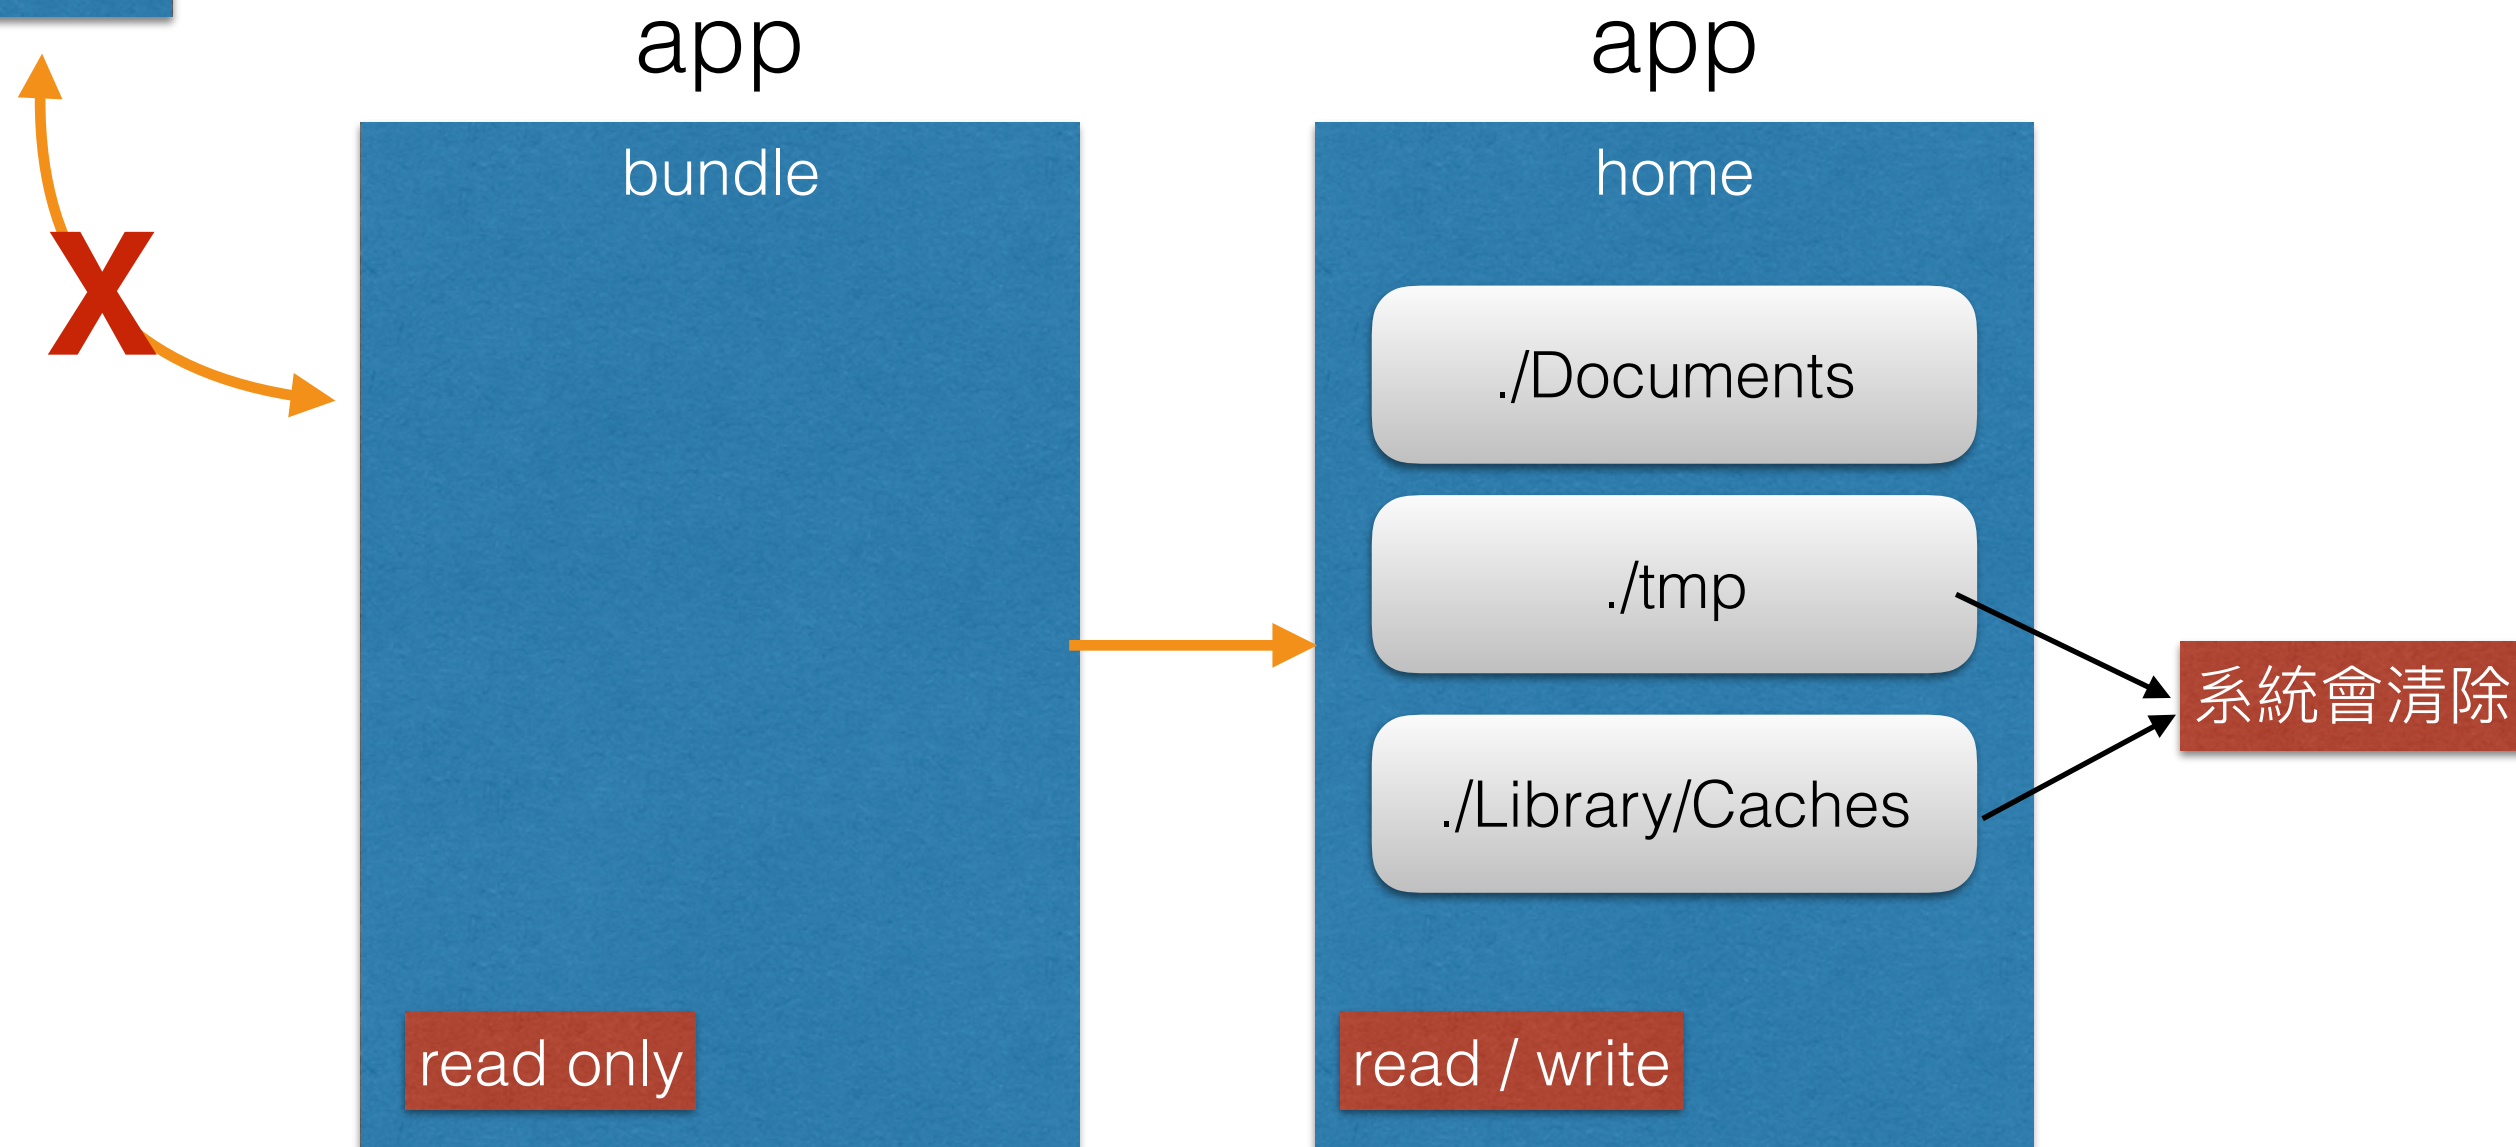 app
app
bundle
home
./Documents
./tmp
./Library/Caches
系統會清除
read only
read / write
X